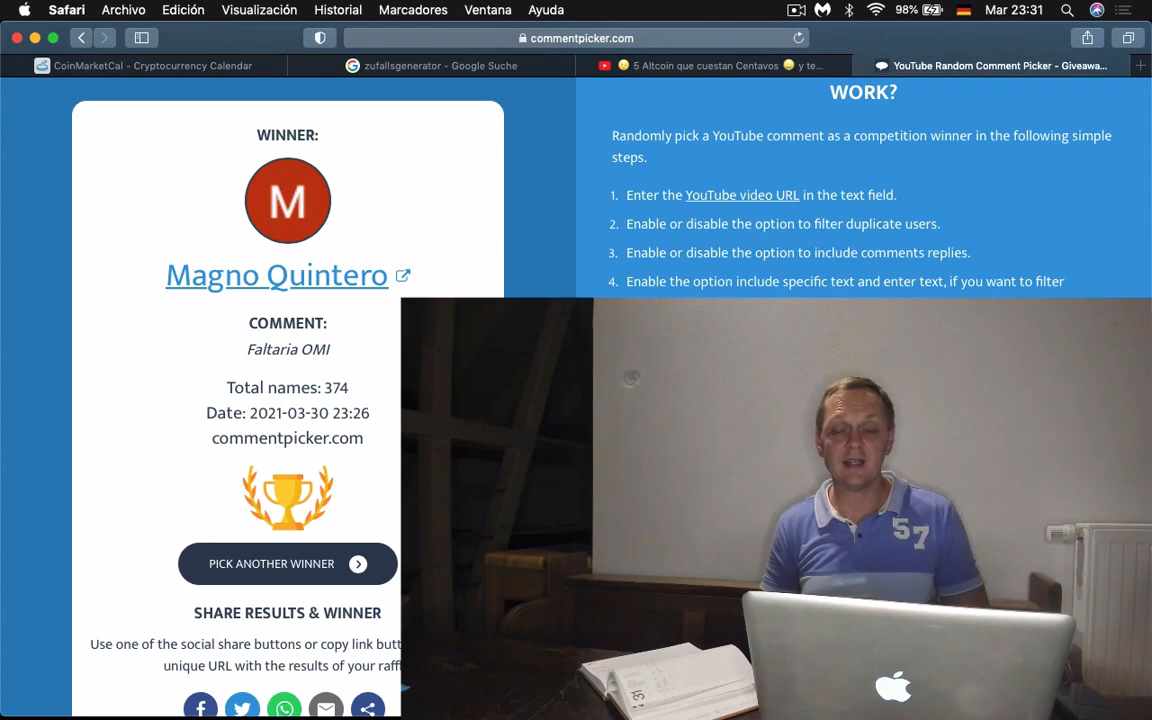 Safari Archivo Edición Visualización Historial Marcadores Ventana Ayuda 98% Mar 23:31
commentpicker.com
CoinMarketCal - Cryptocurrency Calendar zufallsgenerator - Google Suche 5 Altcoin que cuestan Centavos y te... YouTube Random Comment Picker - Giveawa...
WINNER:
M
Magno Quintero
COMMENT:
Faltaria OMI
Total names: 374
Date: 2021-03-30 23:26
commentpicker.com
PICK ANOTHER WINNER
SHARE RESULTS & WINNER
Use one of the social share buttons or copy link
unique URL with the results of your
WORK?
Randomly pick a YouTube comment as a competition winner in the following simple
steps.
1. Enter the YouTube video URL in the text field.
2. Enable or disable the option to filter duplicate users.
3. Enable or disable the option to include comments replies.
4. Enable the option include specific text and enter text, if you want to filter
57
31